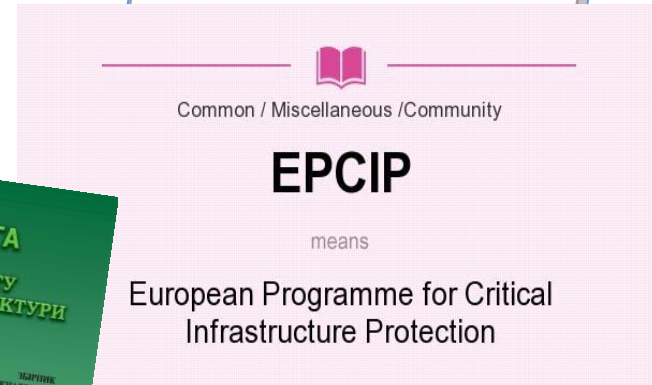 Common / Miscellaneous /Community
EPCIP
means
European Programme for Critical
Infrastructure Protection